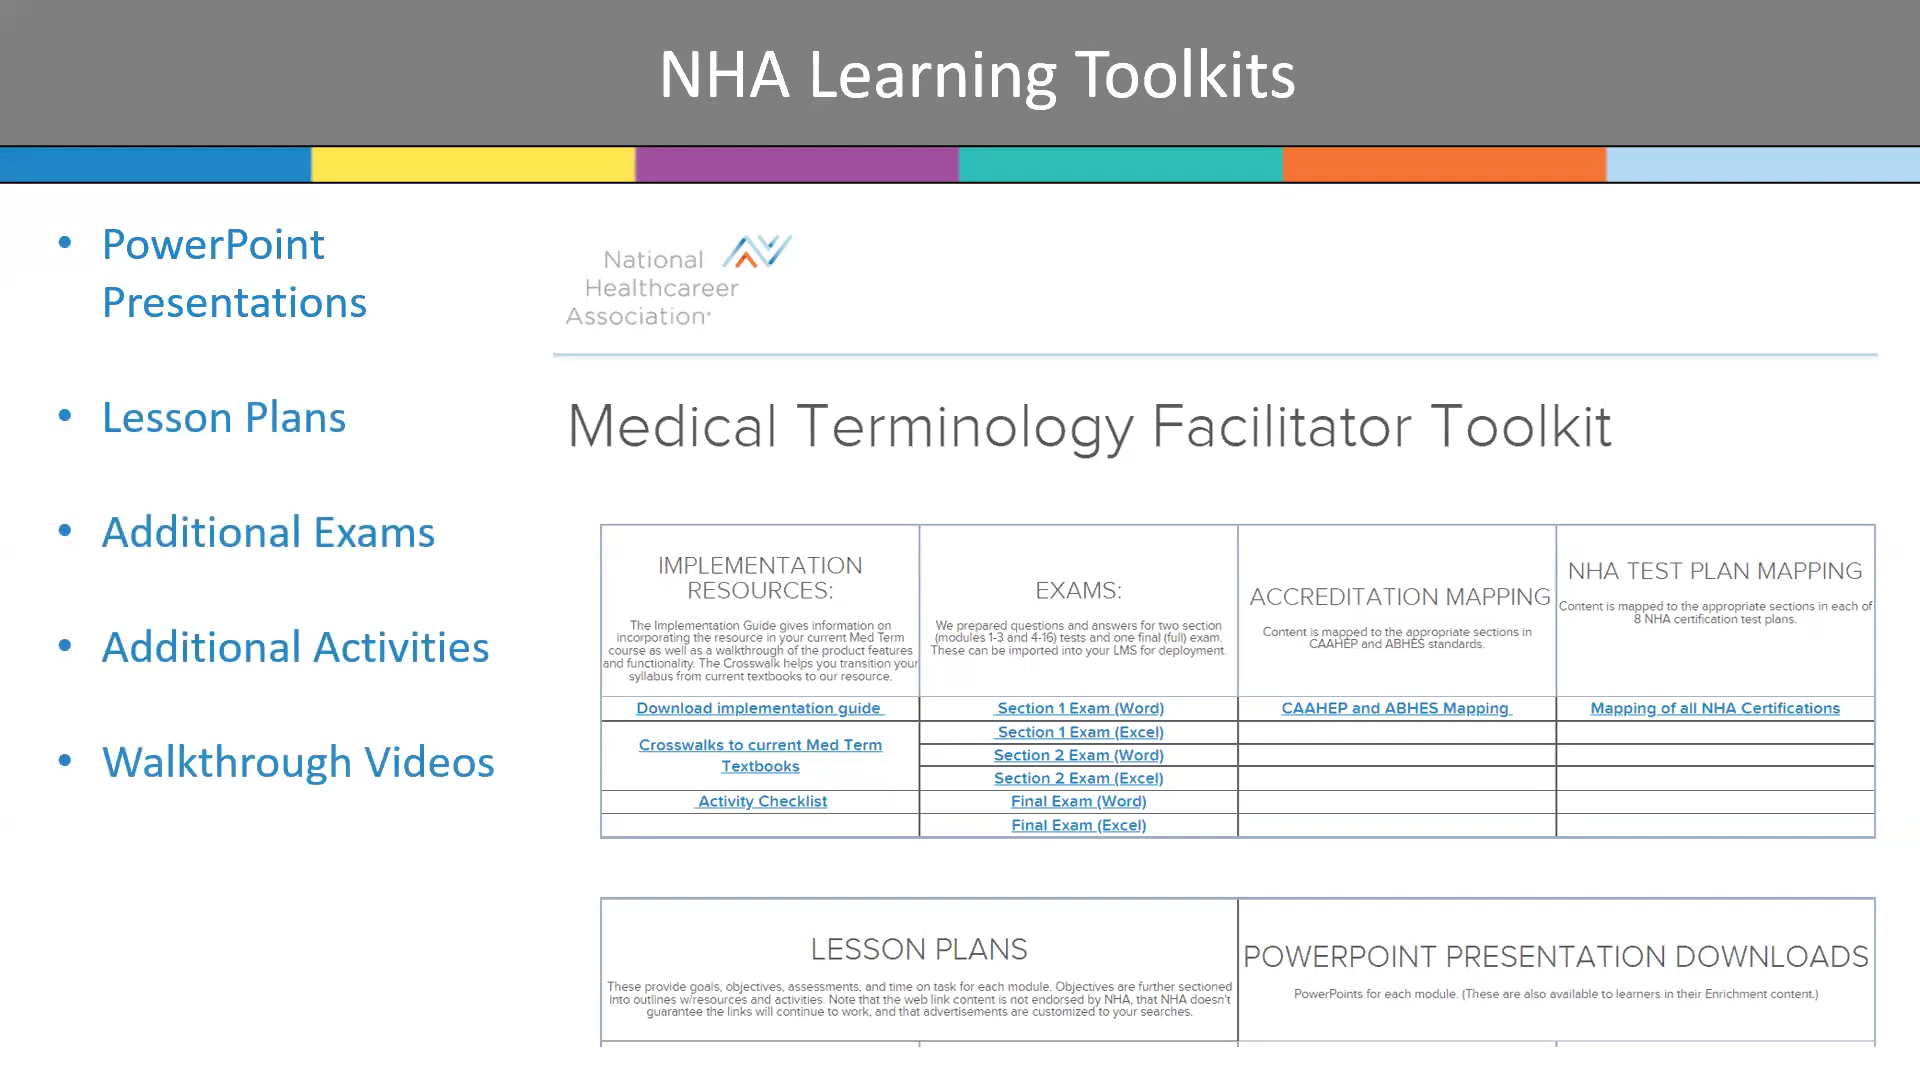 NHA Learning Toolkits
• PowerPoint
Presentations
• Lesson Plans
• Additional Exams
• Additional Activities
• Walkthrough Videos
National
Healthcareer
Association®
Medical Terminology Facilitator Toolkit
IMPLEMENTATION
RESOURCES:
The Implementation Guide gives information on
incorporating the resource in your current Med Term
course as well as a walkthrough of the product features
and functionality. The Crosswalk helps you transition your
syllabus from current textbooks to our resource.
EXAMS:
We prepared questions and answers for two section
(modules 1-3 and 4-16) tests and one final (full) exam.
These can be imported into your LMS for deployment.
ACCREDITATION MAPPING
Content is mapped to the appropriate sections in
CAAHEP and ABHES standards.
NHA TEST PLAN MAPPING
Content is mapped to the appropriate sections in each of
8 NHA certification test plans.
Download implementation guide
Section 1 Exam (Word)
CAAHEP and ABHES Mapping
Mapping of all NHA Certifications
Crosswalks to current Med Term
Textbooks
Section 1 Exam (Excel)
Section 2 Exam (Word)
Section 2 Exam (Excel)
Activity Checklist
Final Exam (Word)
Final Exam (Excel)
LESSON PLANS
These provide goals, objectives, assessments, and time on task for each module. Objectives are further sectioned
into outlines w/resources and activities. Note that the web link content is not endorsed by NHA, that NHA doesn't
guarantee the links will continue to work, and that advertisements are customized to your searches.
POWERPOINT PRESENTATION DOWNLOADS
PowerPoints for each module. (These are also available to learners in their Enrichment content.)